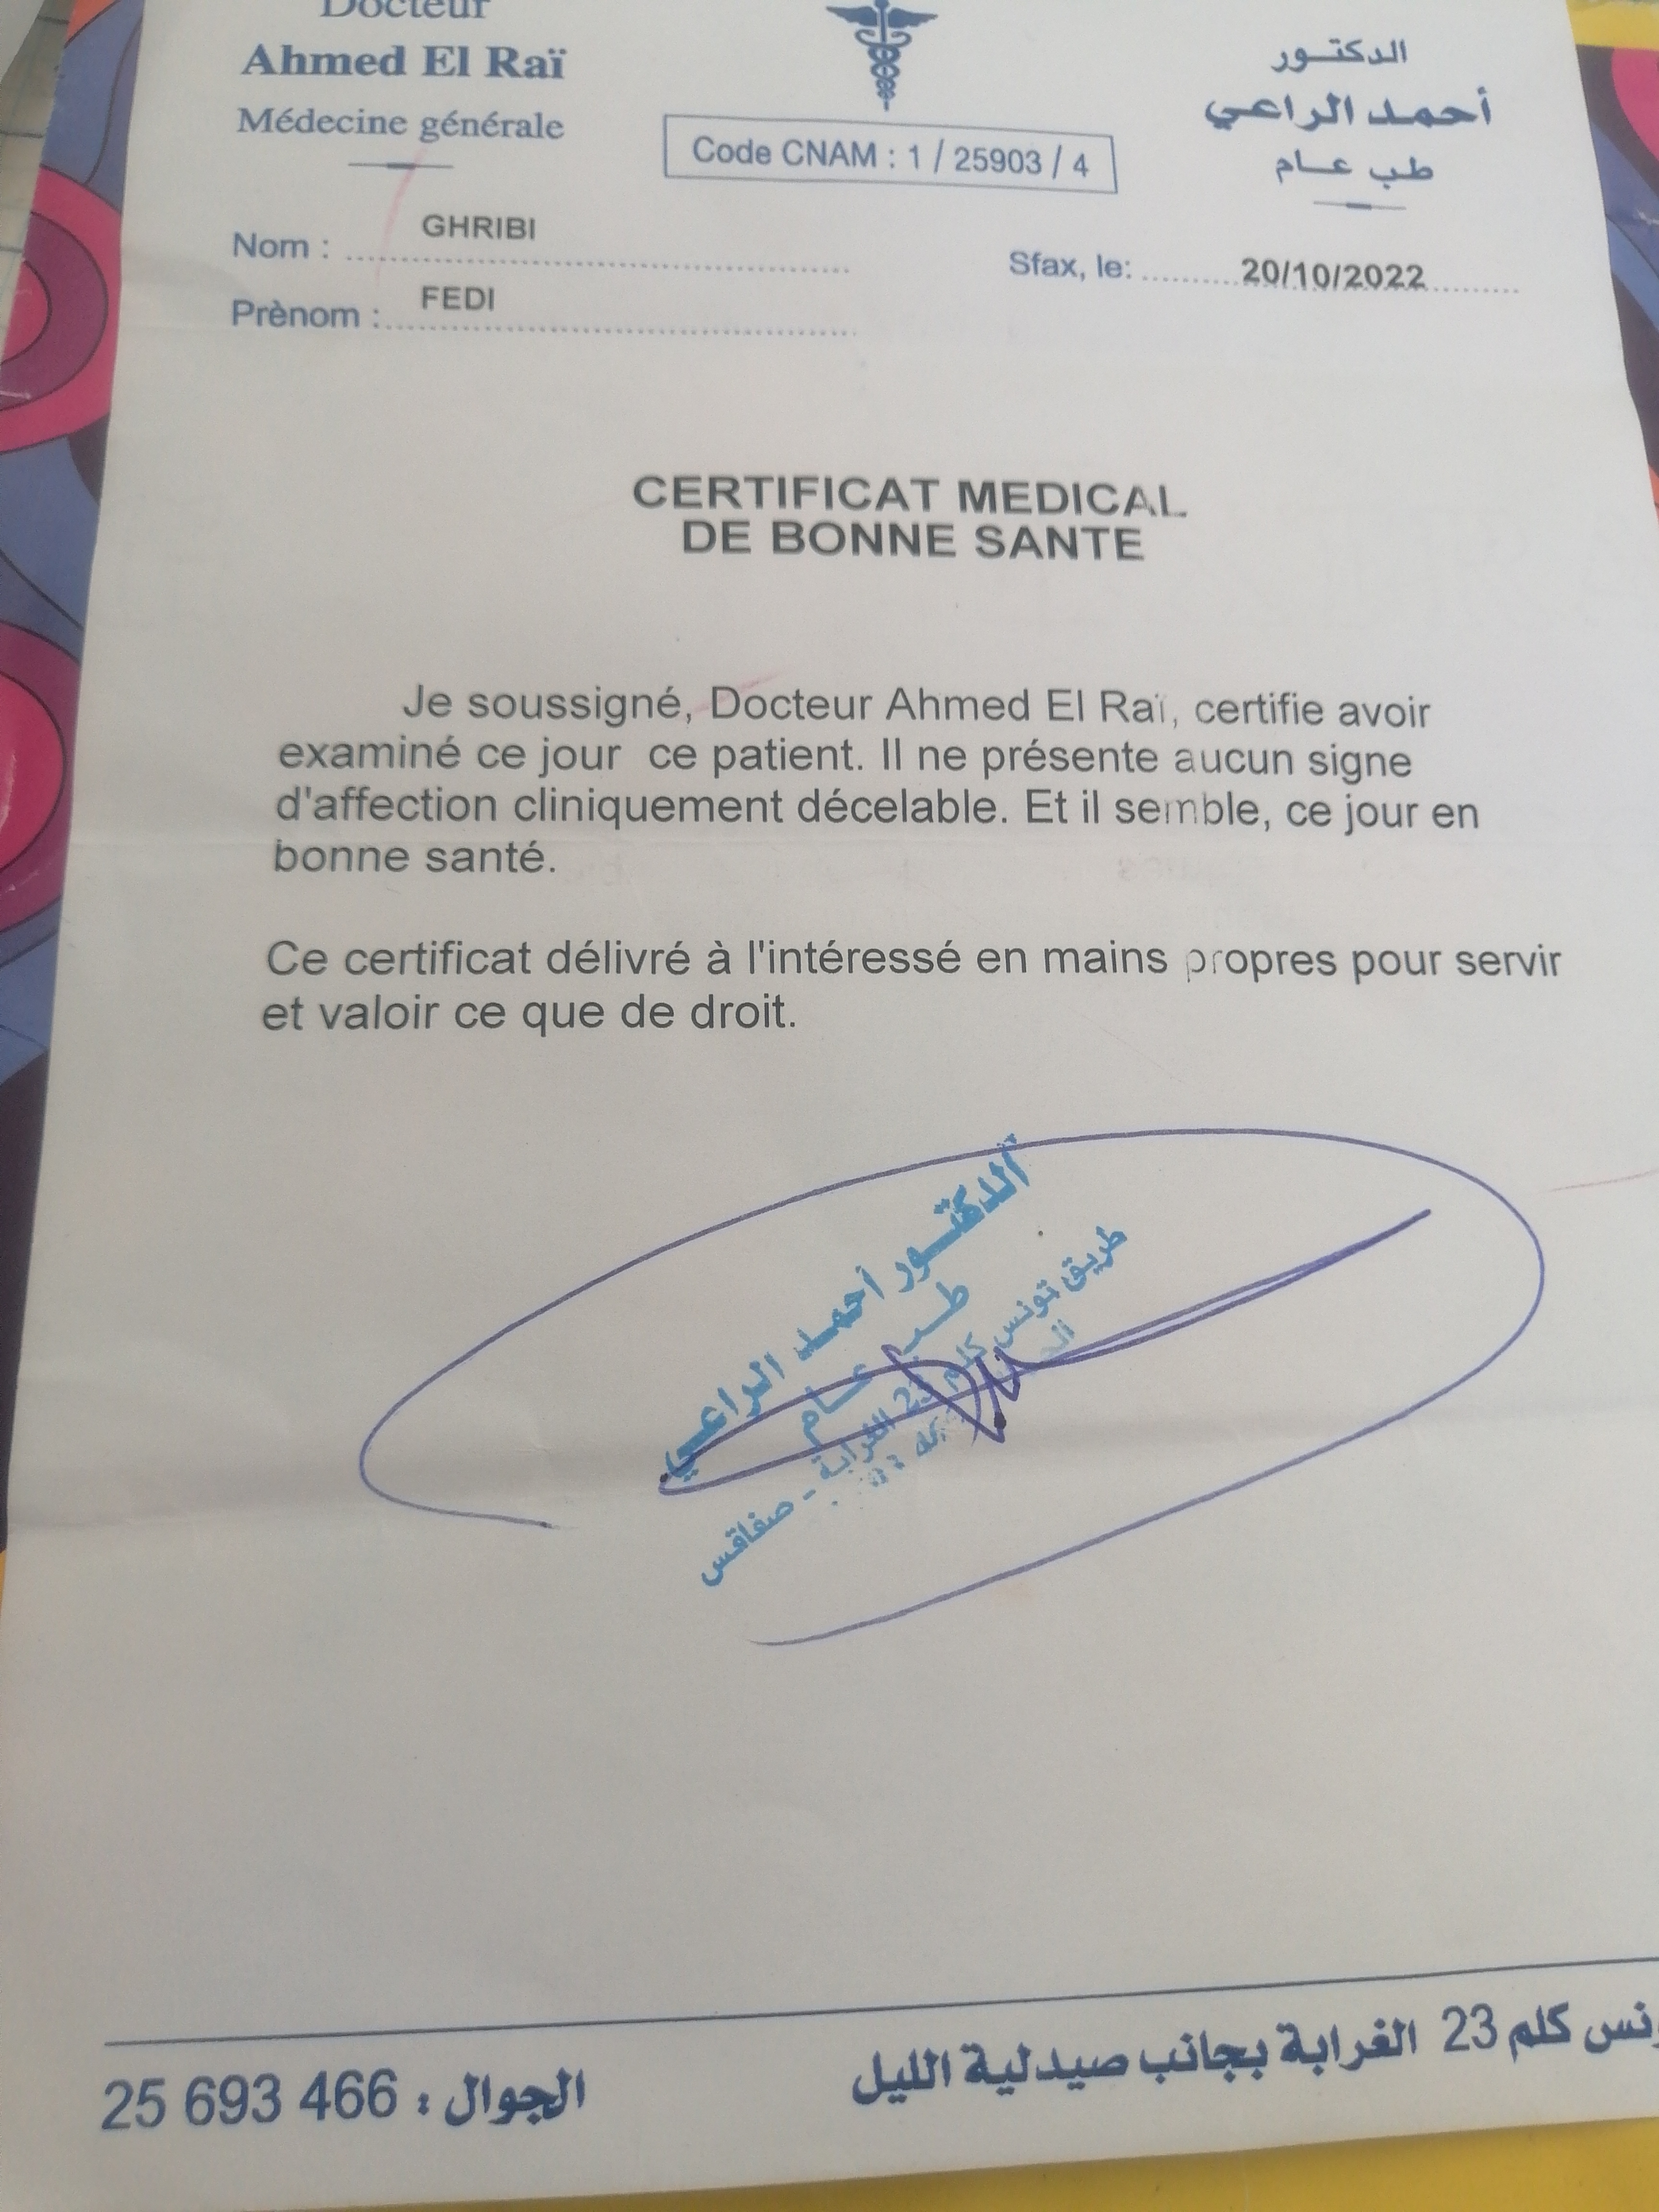 Docteur
Ahmed El Raï
Médecine générale
Code CNAM : 1 / 25903 / 4
الدكتور
أحمد الراعي
طب عام
Nom : GHRIBI
Prènom : FEDI
Sfax, le: 20/10/2022
CERTIFICAT MEDICAL
DE BONNE SANTE
Je soussigné, Docteur Ahmed El Raï, certifie avoir
examiné ce jour ce patient. Il ne présente aucun signe
d'affection cliniquement décelable. Et il semble, ce jour en
bonne santé.
Ce certificat délivré à l'intéressé en mains propres pour servir
et valoir ce que de droit.
الدكتور أحمد الراعي
طب عام
طريق تونس كلم 23 الغرابة - صفاقس
كلم 23 الغرابة بجانب صيدلية الليل
الجوال : 25 693 466